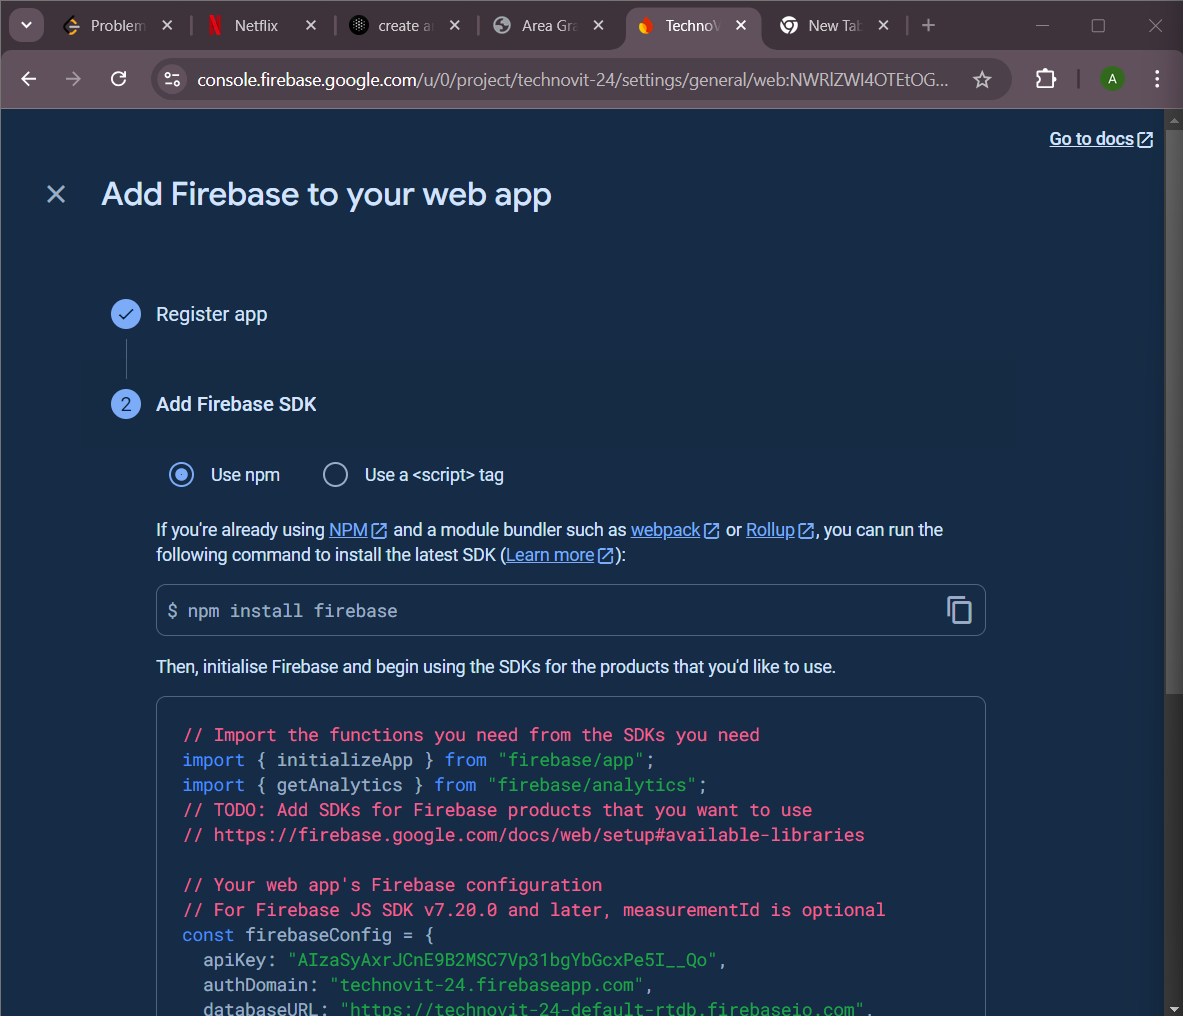 Problem
Netflix
create a
Area Gra
TechnoV
New Tab
console.firebase.google.com/u/0/project/technovit-24/settings/general/web:NWRlZWI4OTEtOG...
A
Go to docs
Add Firebase to your web app
Register app
2 Add Firebase SDK
Use npm
Use a <script> tag
If you're already using NPM and a module bundler such as webpack or Rollup, you can run the
following command to install the latest SDK (Learn more):
$ npm install firebase
Then, initialise Firebase and begin using the SDKs for the products that you'd like to use.
// Import the functions you need from the SDKs you need
import { initializeApp } from "firebase/app";
import { getAnalytics } from "firebase/analytics";
// TODO: Add SDKs for Firebase products that you want to use
// https://firebase.google.com/docs/web/setup#available-libraries
// Your web app's Firebase configuration
// For Firebase JS SDK v7.20.0 and later, measurementId is optional
const firebaseConfig = {
apiKey: "AIzaSyAxrJCnE9B2MSC7Vp31bgYbGcxPe5I__Qo",
authDomain: "technovit-24.firebaseapp.com",
databaseURL: "https://technovit-24-default-rtdb.firebaseio.com",